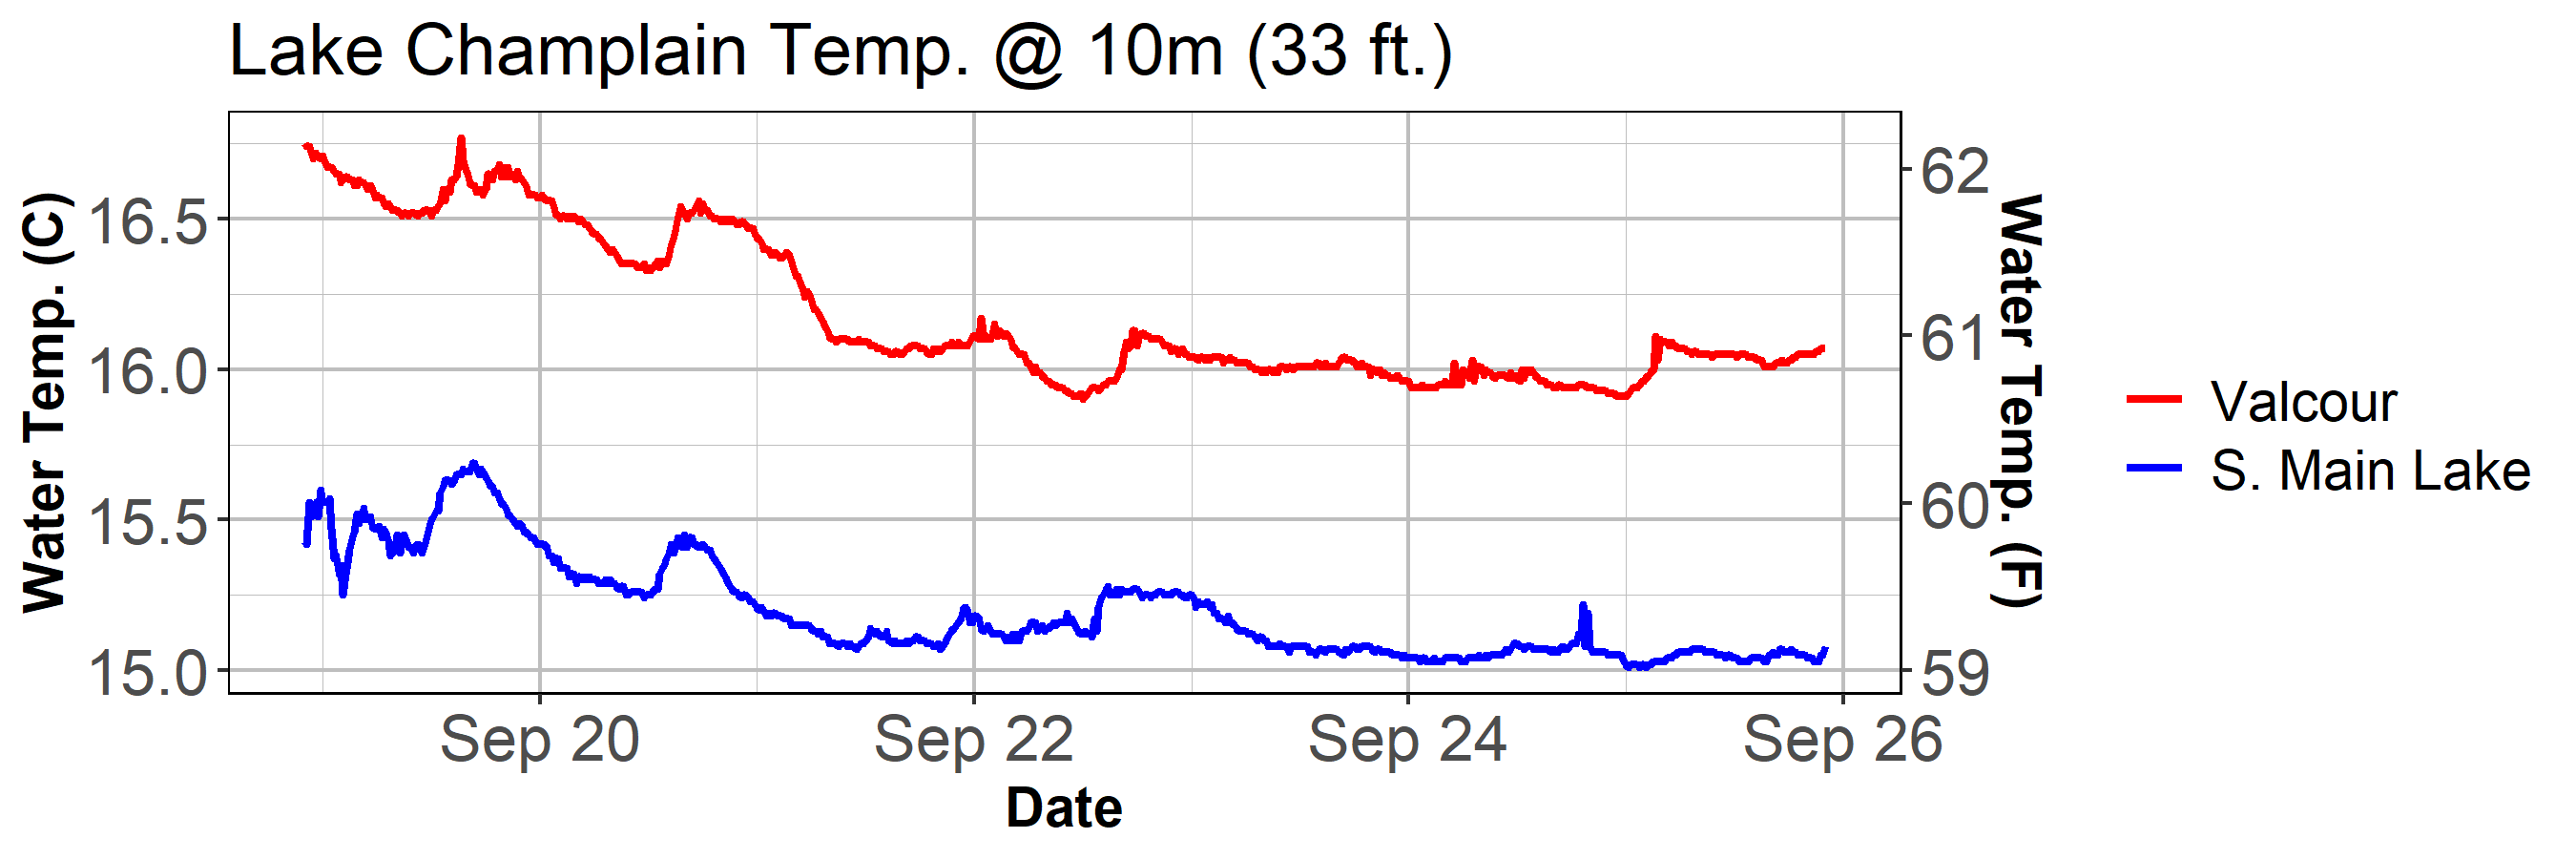 Lake Champlain Temp. @ 10m (33 ft.)
Water Temp. (C)
16.5
16.0
15.5
15.0
62
61
60
59
Water Temp. (F)
Sep 20
Sep 22
Sep 24
Sep 26
Date
Valcour
S. Main Lake